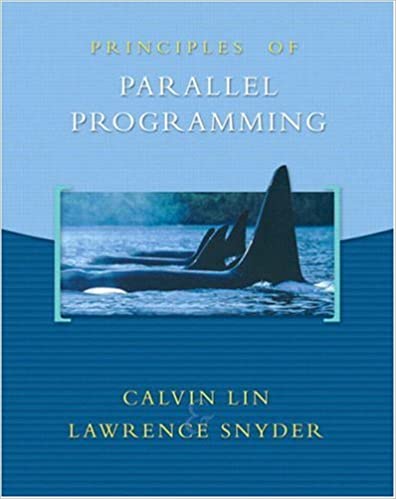 PRINCIPLES OF
PARALLEL
PROGRAMMING
CALVIN LIN
&
LAWRENCE SNYDER